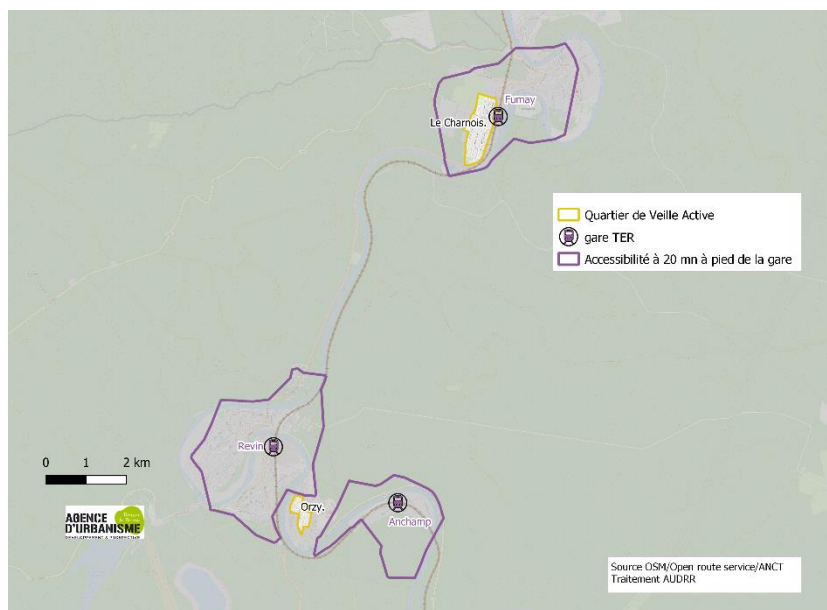 Fumay
Le Charnois.
Quartier de Veille Active
gare TER
Accessibilité à 20 mn à pied de la gare
Revin
0 1 2 km
Orzy.
Anchamp
AGENCE
D'URBANISME
Source OSM/Open route service/ANCT
Traitement AUDRR